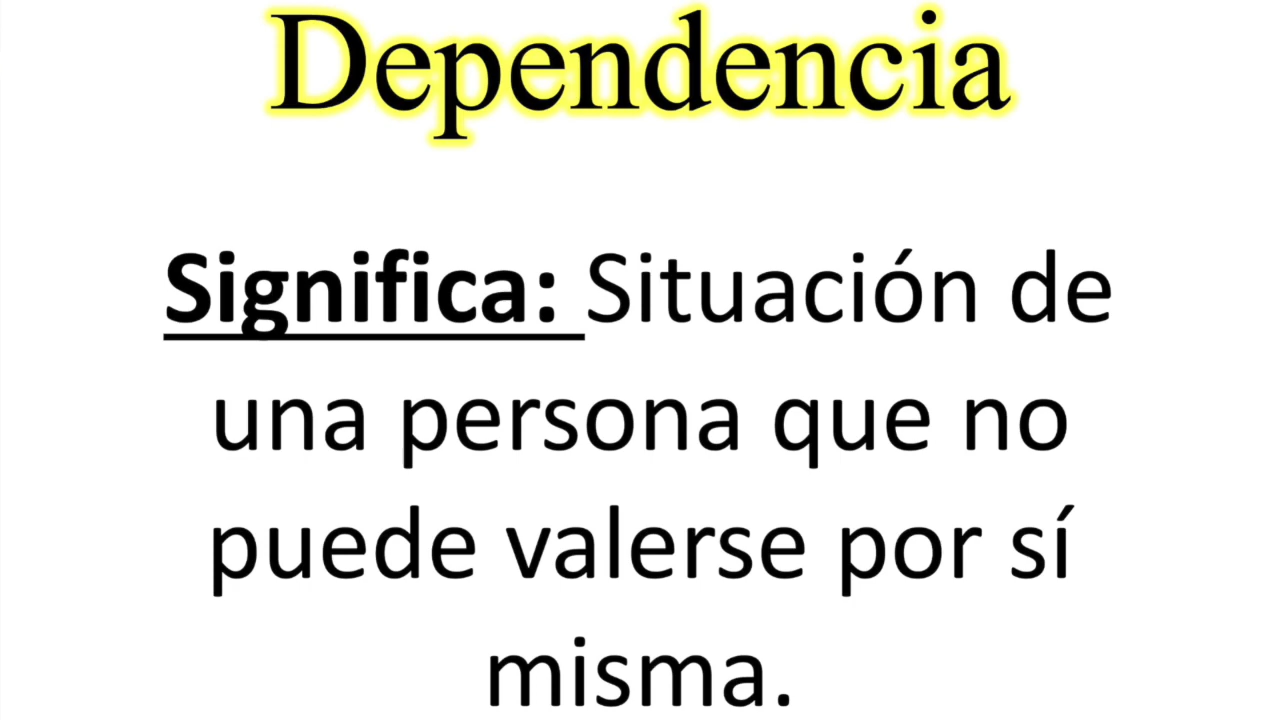 Dependencia
Significa: Situación de
una persona que no
puede valerse por sí
misma.